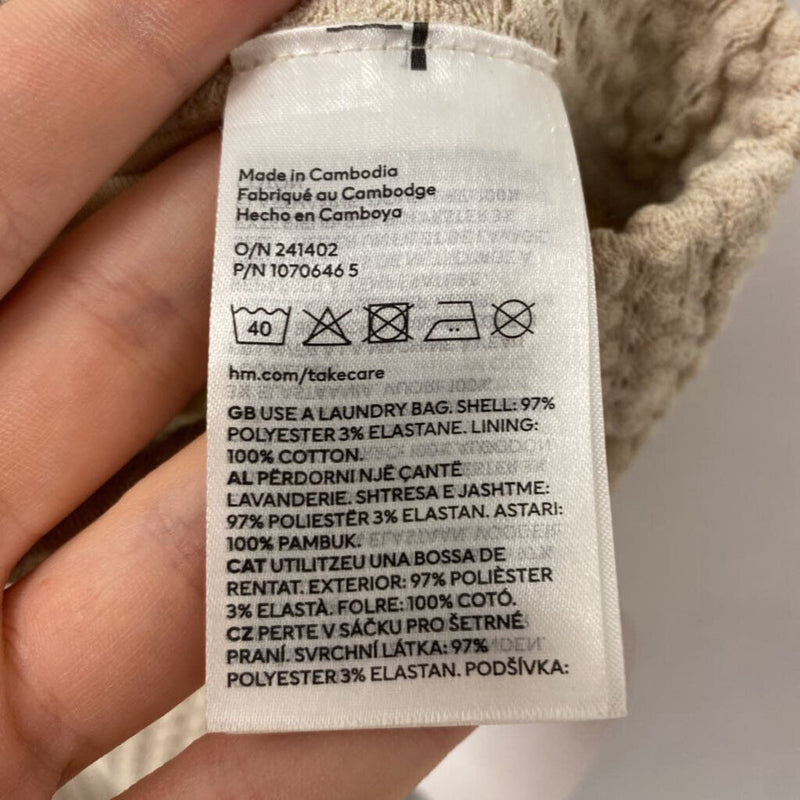 Made in Cambodia
Fabriqué au Cambodge
Hecho en Camboya
O/N 241402
P/N 1070646 5
40
hm.com/takecare
GB USE A LAUNDRY BAG. SHELL: 97%
POLYESTER 3% ELASTANE. LINING:
100% COTTON.
AL PËRDORNI NJË ÇANTË
LAVANDERIE. SHTRESA E JASHTME:
97% POLIESTËR 3% ELASTAN. ASTARI:
100% PAMBUK.
CAT UTILITZEU UNA BOSSA DE
RENTAT. EXTERIOR: 97% POLIÈSTER
3% ELASTÀ. FOLRE: 100% COTÓ.
CZ PERTE V SÁČKU PRO ŠETRNÉ
PRANÍ. SVRCHNÍ LÁTKA: 97%
POLYESTER 3% ELASTAN. PODŠÍVKA: